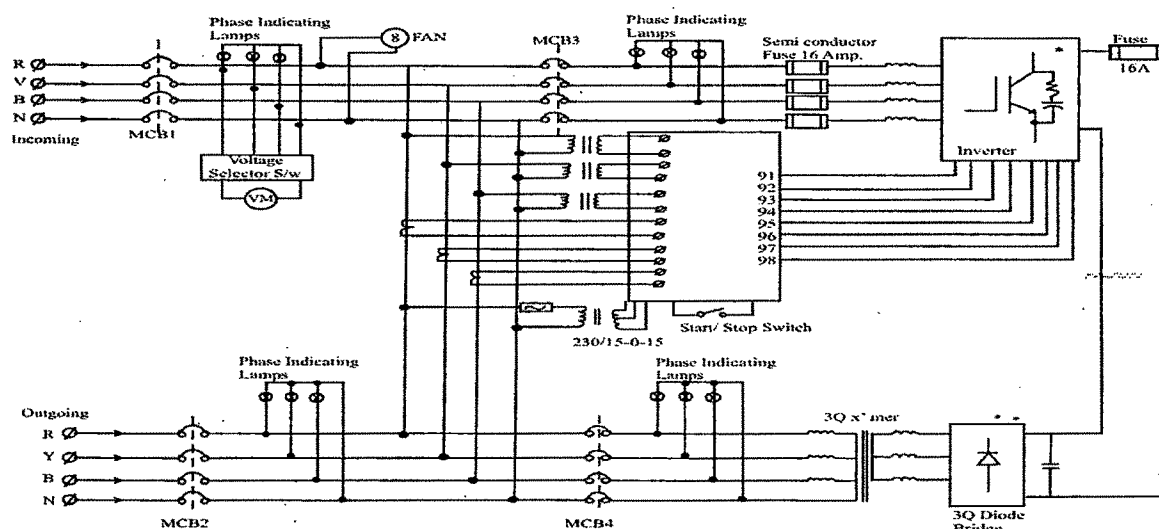 Phase Indicating
Lamps
8 FAN
MCB3
Phase Indicating
Lamps
Semi conductor
Fuse 16 Amp.
*
Fuse
16A
R
V
B
N
Incoming
MCB1
Voltage
Selector S/w
VM
Inverter
91
92
93
94
95
96
97
98
Start/ Stop Switch
230/15-0-15
Phase Indicating
Lamps
Phase Indicating
Lamps
Outgoing
R
Y
B
N
MCB2
MCB4
3Q x'mer
* *
3Q Diode
Bridge